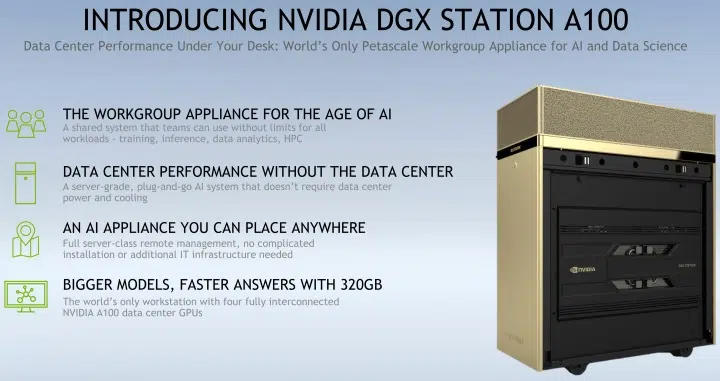 INTRODUCING NVIDIA DGX STATION A100
Data Center Performance Under Your Desk: World's Only Petascale Workgroup Appliance for AI and Data Science
THE WORKGROUP APPLIANCE FOR THE AGE OF AI
A shared system that teams can use without limits for all
workloads - training, inference, data analytics, HPC
DATA CENTER PERFORMANCE WITHOUT THE DATA CENTER
A server-grade, plug-and-go AI system that doesn't require data center
power and cooling
AN AI APPLIANCE YOU CAN PLACE ANYWHERE
Full server-class remote management, no complicated
installation or additional IT infrastructure needed
BIGGER MODELS, FASTER ANSWERS WITH 320GB
The world's only workstation with four fully interconnected
NVIDIA A100 data center GPUs
NVIDIA